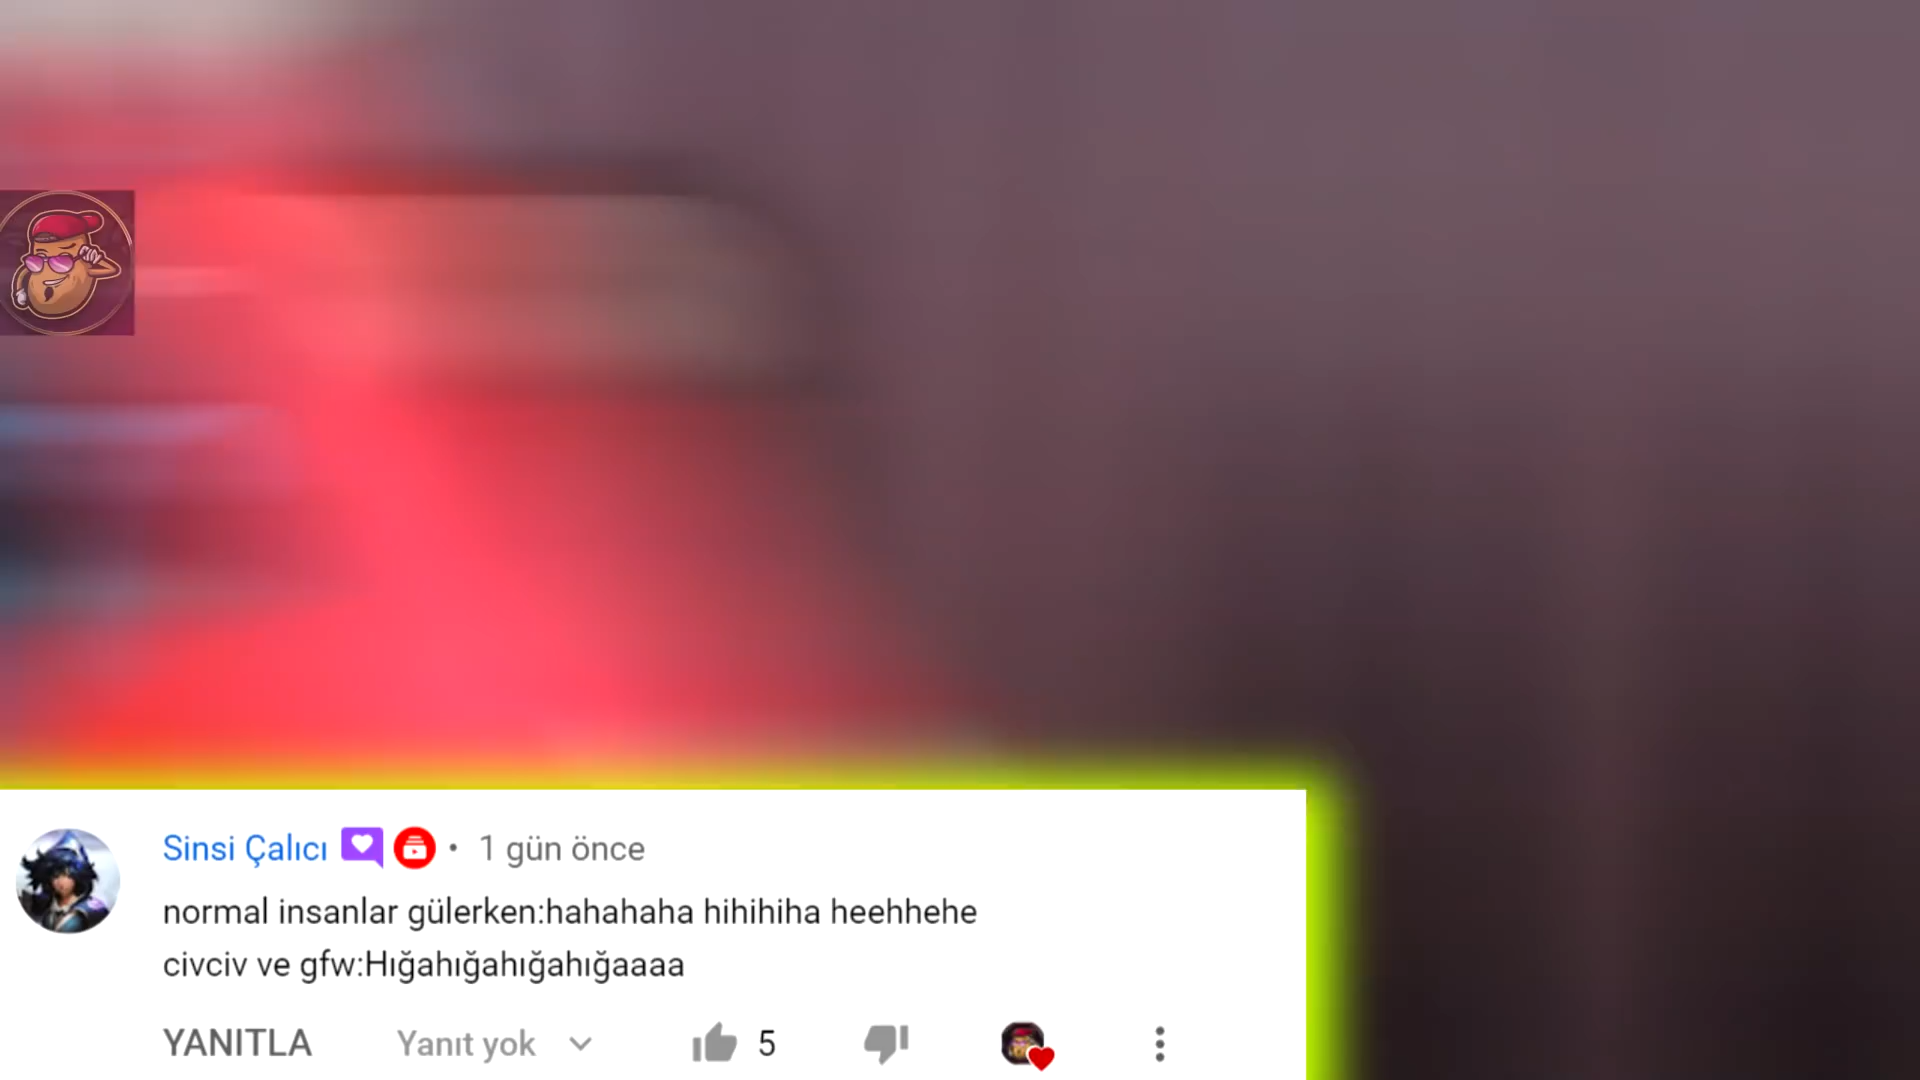 Sinsi Çalıcı • 1 gün önce
normal insanlar gülerken:hahahaha hihihiha heehhehe
civciv ve gfw:Hığahığahığahığaaaa
YANITLA Yanıt yok 5